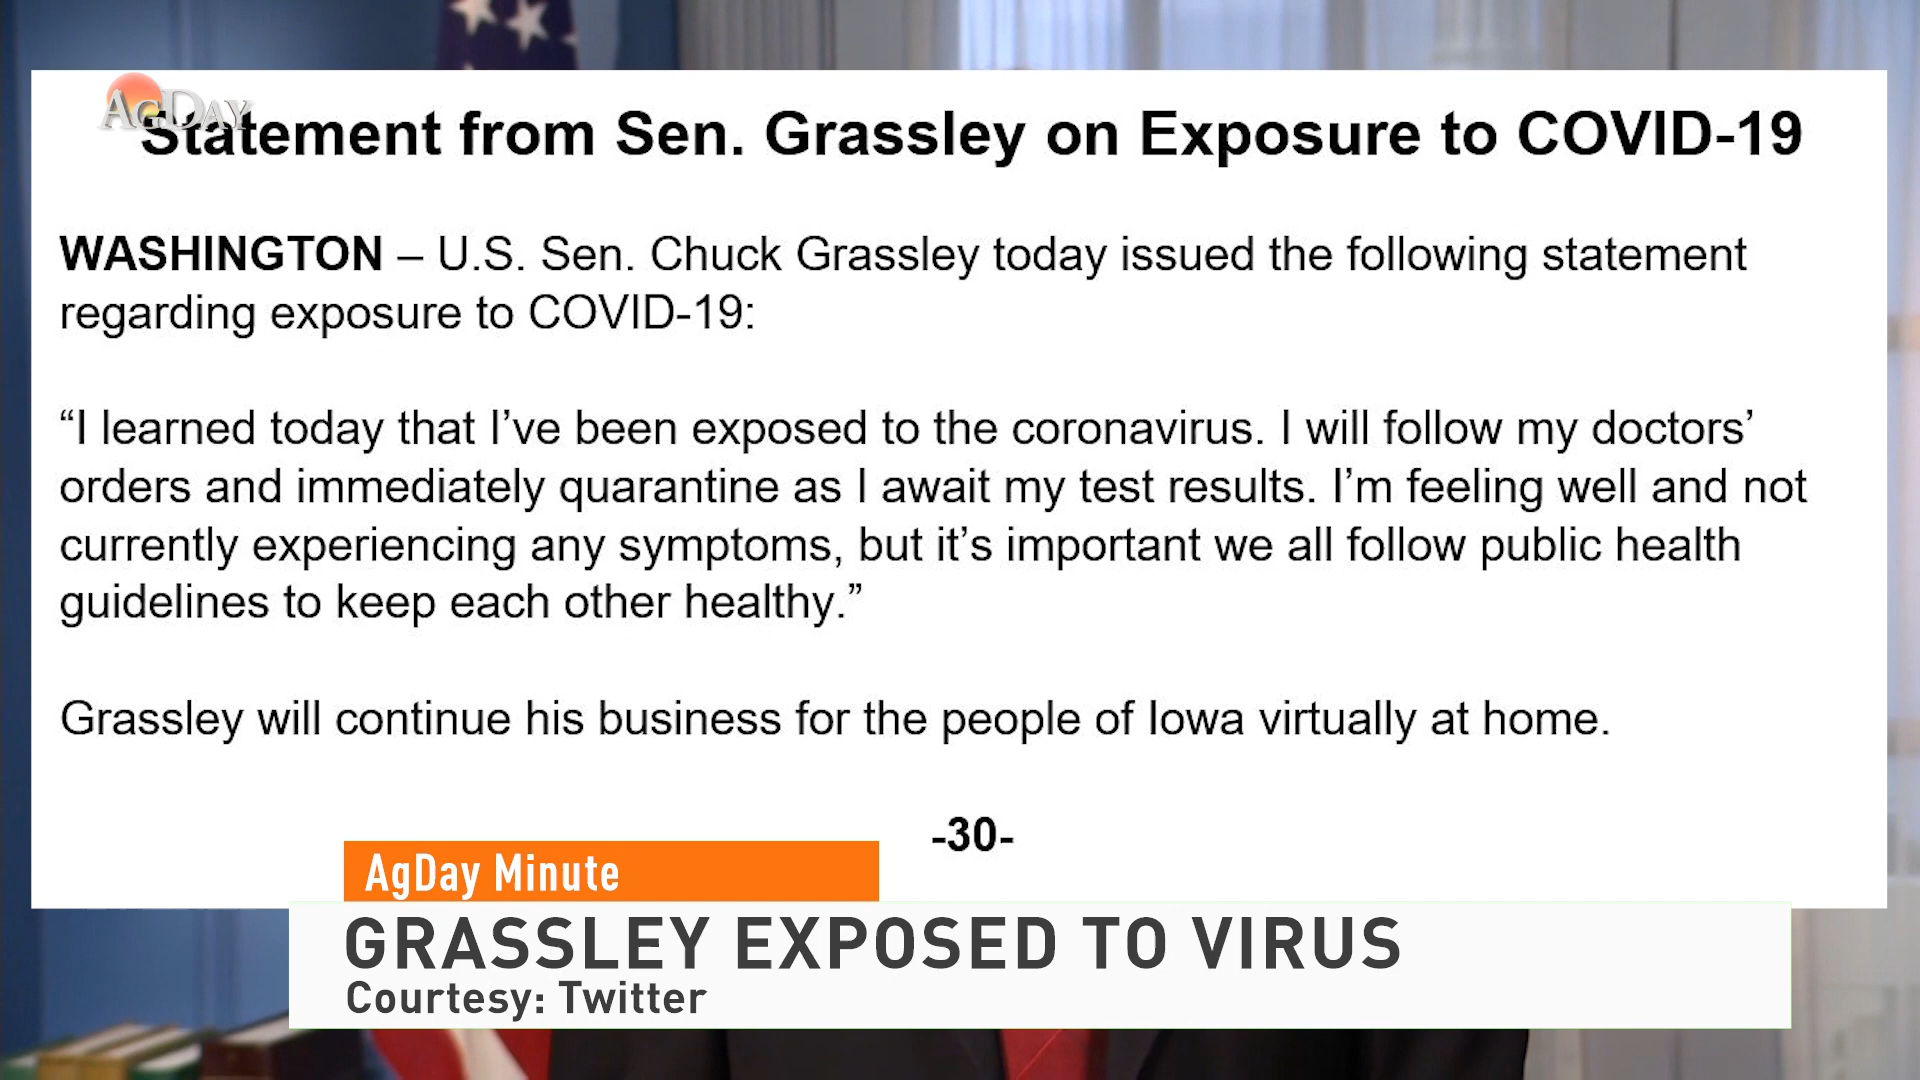 AGDAY
Statement from Sen. Grassley on Exposure to COVID-19
WASHINGTON – U.S. Sen. Chuck Grassley today issued the following statement
regarding exposure to COVID-19:
“I learned today that I’ve been exposed to the coronavirus. I will follow my doctors’
orders and immediately quarantine as I await my test results. I’m feeling well and not
currently experiencing any symptoms, but it’s important we all follow public health
guidelines to keep each other healthy.”
Grassley will continue his business for the people of Iowa virtually at home.
-30-
AgDay Minute
GRASSLEY EXPOSED TO VIRUS
Courtesy: Twitter